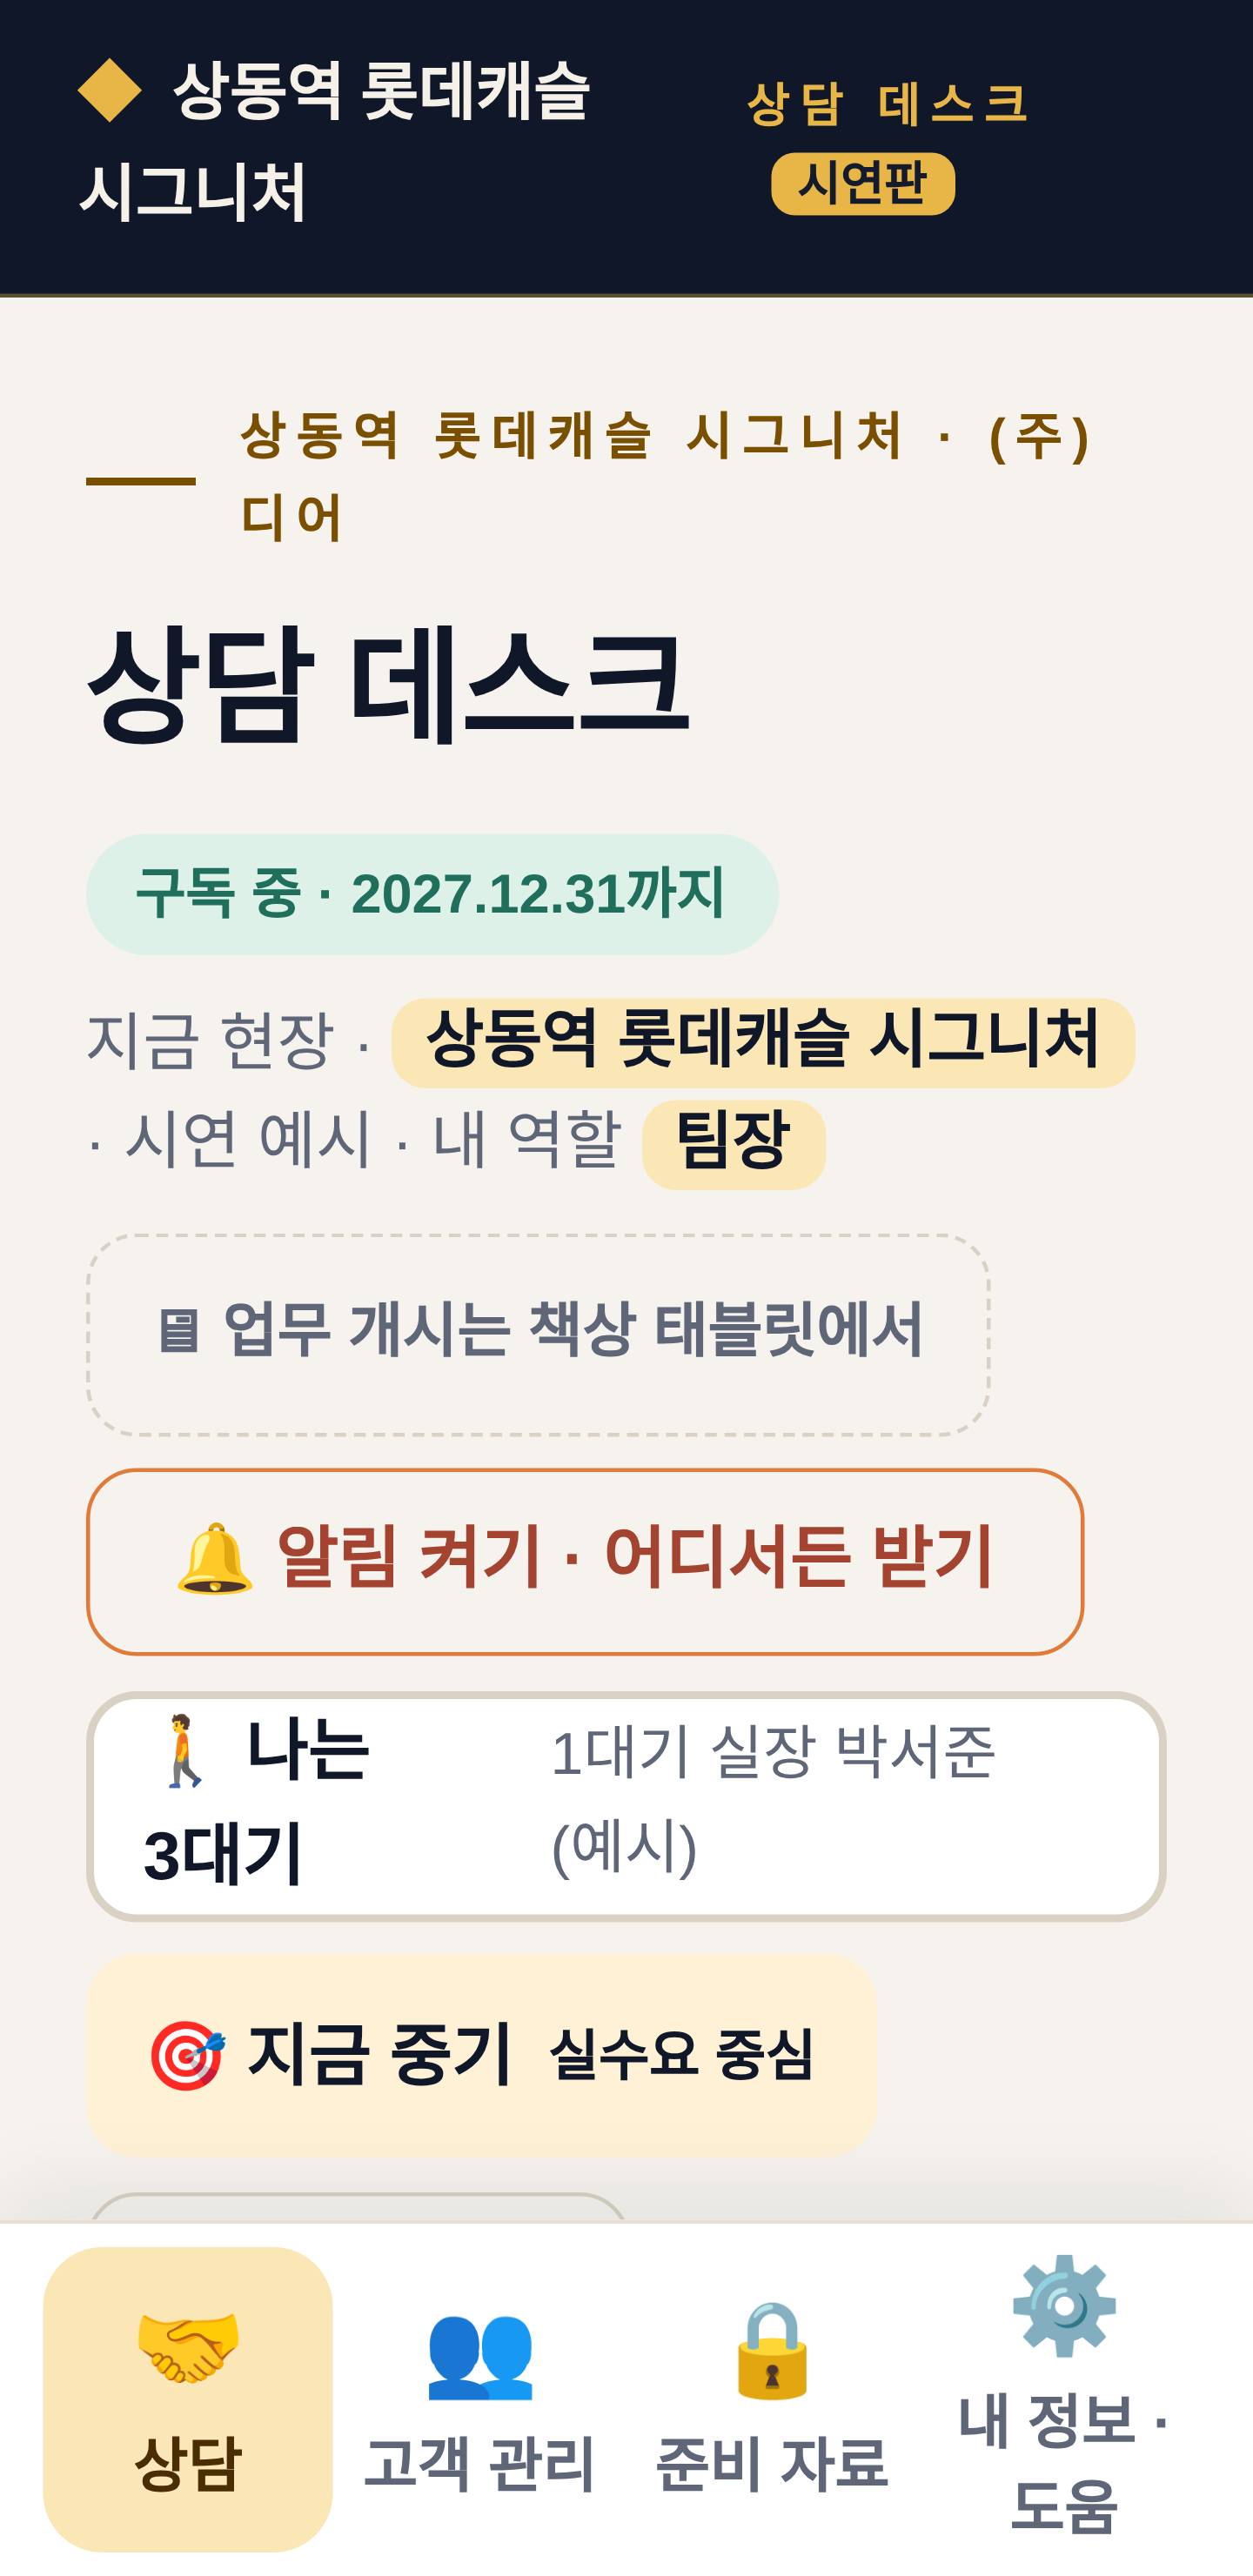 상동역 롯데캐슬
시그니처
상담 데스크
시연판
상동역 롯데캐슬 시그니처 · (주)
디어
상담 데스크
구독 중 · 2027.12.31까지
지금 현장 · 상동역 롯데캐슬 시그니처
· 시연 예시 · 내 역할 팀장
업무 개시는 책상 태블릿에서
알림 켜기 · 어디서든 받기
나는
3대기
1대기 실장 박서준
(예시)
지금 중기 실수요 중심
상담
고객 관리
준비 자료
내 정보 ·
도움